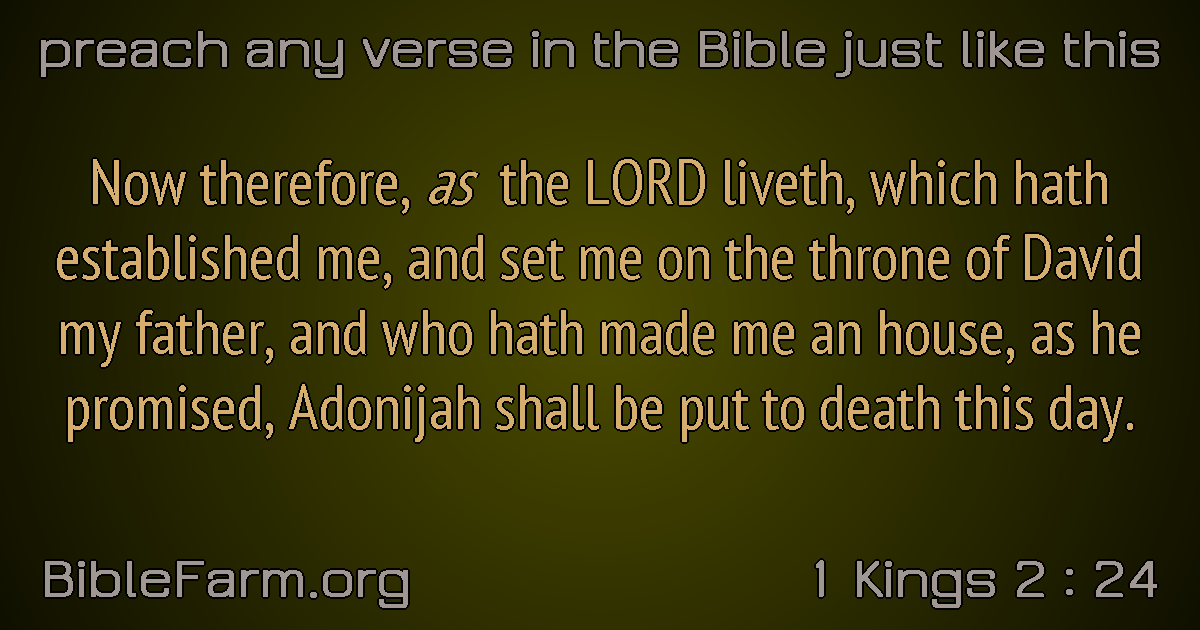 preach any verse in the Bible just like this
Now therefore, as the LORD liveth, which hath
established me, and set me on the throne of David
my father, and who hath made me an house, as he
promised, Adonijah shall be put to death this day.
BibleFarm.org
1 Kings 2 : 24